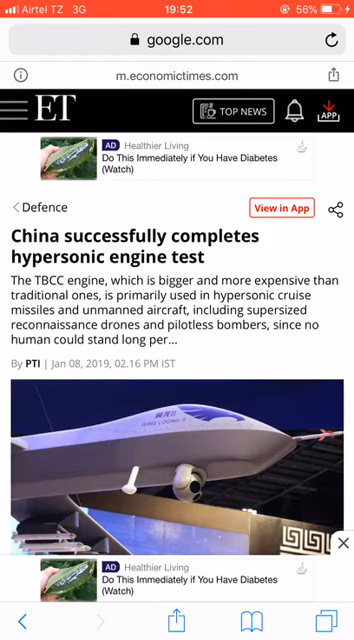 Airtel TZ 3G 19:52 56%
google.com
m.economictimes.com
ET TOP NEWS APP
AD Healthier Living
Do This Immediately if You Have Diabetes
(Watch)
Defence View in App
China successfully completes
hypersonic engine test
The TBCC engine, which is bigger and more expensive than
traditional ones, is primarily used in hypersonic cruise
missiles and unmanned aircraft, including supersized
reconnaissance drones and pilotless bombers, since no
human could stand long per...
By PTI | Jan 08, 2019, 02.16 PM IST
WING LOONG II
AD Healthier Living
Do This Immediately if You Have Diabetes
(Watch)